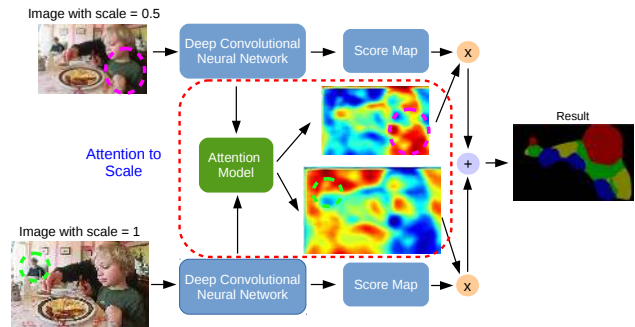 Image with scale = 0.5
Deep Convolutional
Neural Network
Score Map
x
Result
Attention to
Scale
Attention
Model
+
Image with scale = 1
Deep Convolutional
Neural Network
Score Map
x